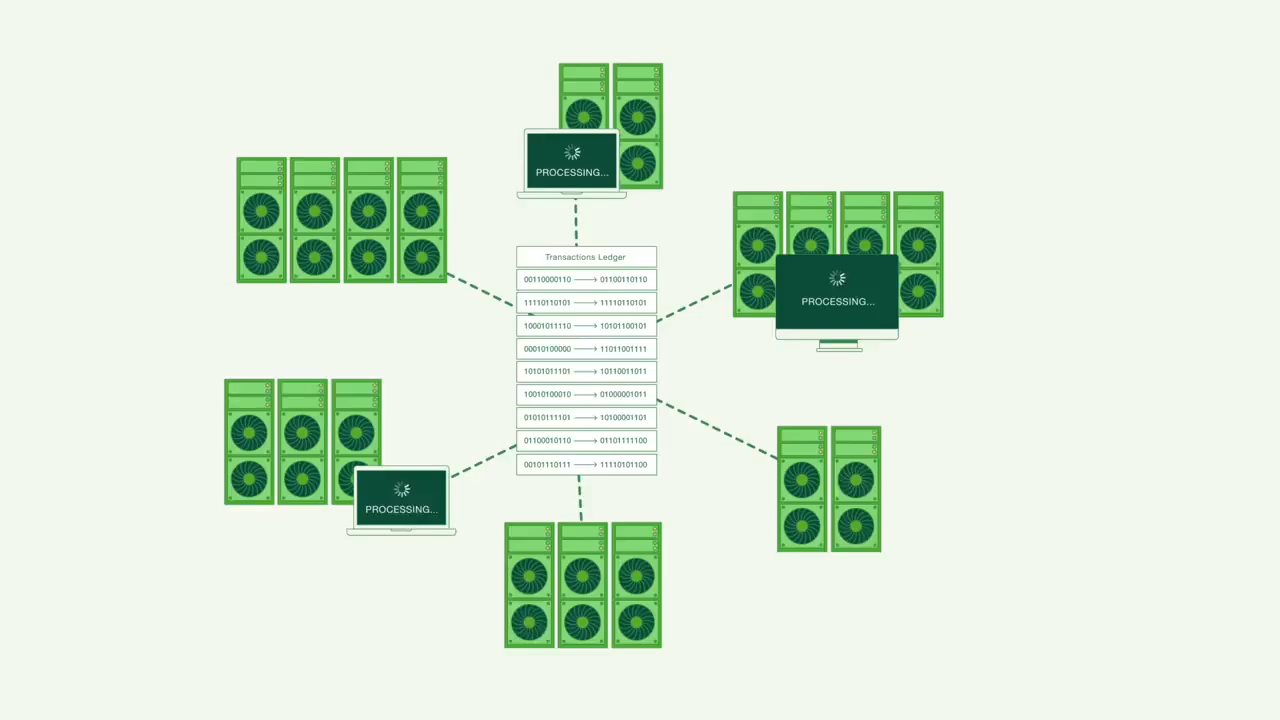 PROCESSING...
Transactions Ledger
00110000110 ⟶ 01100110110
11110110101 ⟶ 11110110101
10001011110 ⟶ 10101100101
00010100000 ⟶ 11011001111
10101011101 ⟶ 10110011011
10010100010 ⟶ 01000001011
01010111101 ⟶ 10100001101
01100010110 ⟶ 01101111100
00101110111 ⟶ 11110101100
PROCESSING...
PROCESSING...